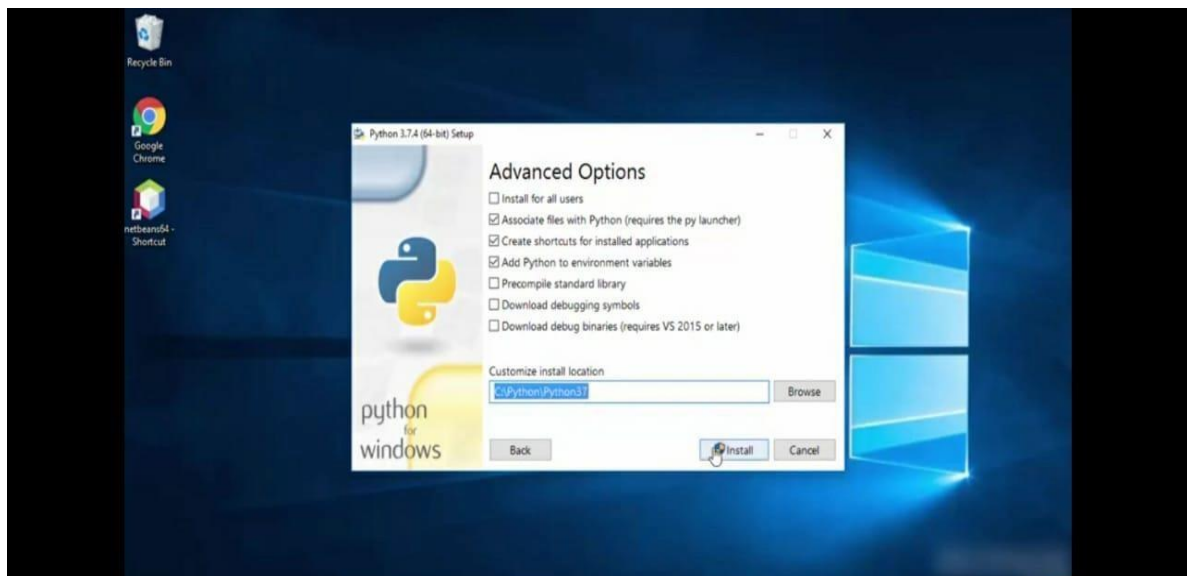 Recycle Bin
Google
Chrome
netbeans64 -
Shortcut
Python 3.7.4 (64-bit) Setup
Advanced Options
Install for all users
Associate files with Python (requires the py launcher)
Create shortcuts for installed applications
Add Python to environment variables
Precompile standard library
Download debugging symbols
Download debug binaries (requires VS 2015 or later)
Customize install location
C:\Python\Python37
Browse
python
for
windows
Back
Install
Cancel